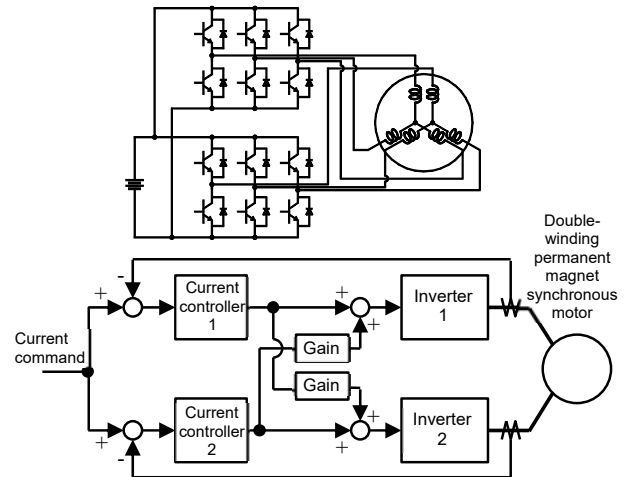 Double-
winding
permanent
magnet
synchronous
motor
-
+
Current
controller
1
+
+
Inverter
1
Current
command
Gain
Gain
+
-
Current
controller
2
+
+
Inverter
2